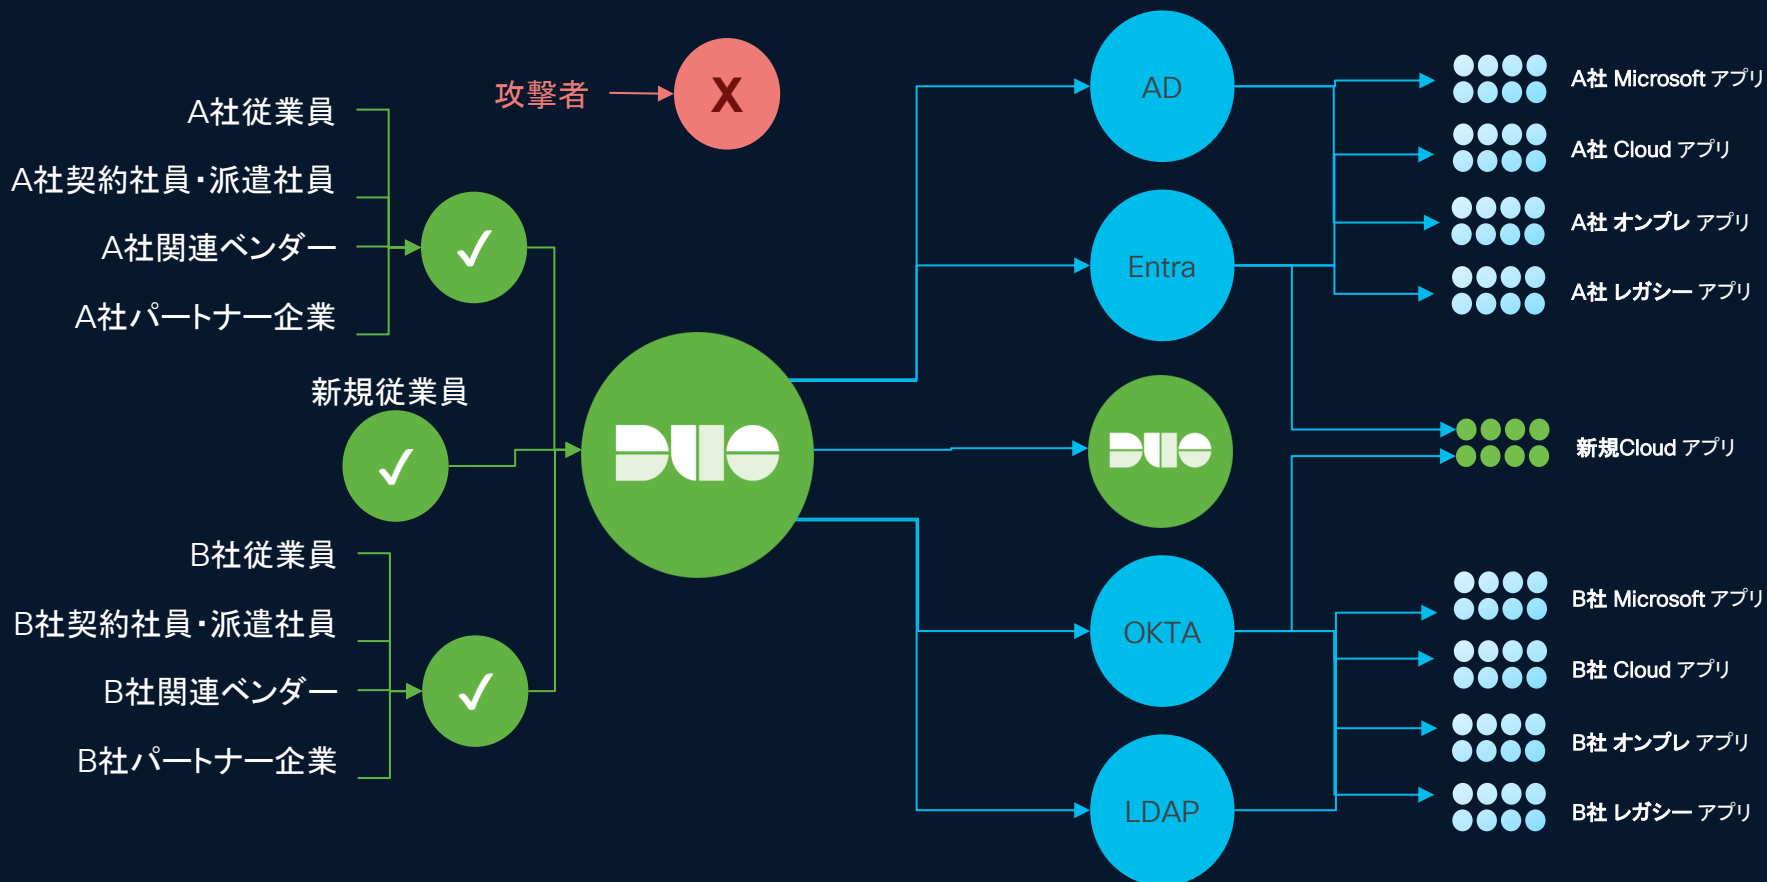 攻撃者
X
A社従業員
A社契約社員・派遣社員
A社関連ベンダー
A社パートナー企業
新規従業員
B社従業員
B社契約社員・派遣社員
B社関連ベンダー
B社パートナー企業
DUO
AD
Entra
DUO
OKTA
LDAP
A社 Microsoft アプリ
A社 Cloud アプリ
A社 オンプレ アプリ
A社 レガシー アプリ
新規Cloud アプリ
B社 Microsoft アプリ
B社 Cloud アプリ
B社 オンプレ アプリ
B社 レガシー アプリ